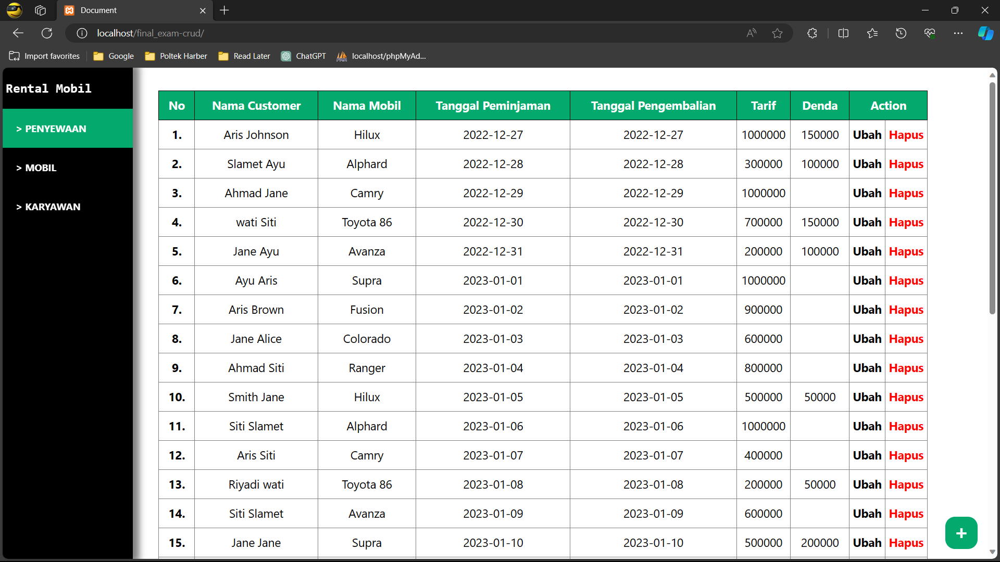 Document
localhost/final_exam-crud/
Import favorites Google Poltek Harber Read Later ChatGPT localhost/phpMyAd...
Rental Mobil
> PENYEWAAN
> MOBIL
> KARYAWAN
No Nama Customer Nama Mobil Tanggal Peminjaman Tanggal Pengembalian Tarif Denda Action
1. Aris Johnson Hilux 2022-12-27 2022-12-27 1000000 150000 Ubah Hapus
2. Slamet Ayu Alphard 2022-12-28 2022-12-28 300000 100000 Ubah Hapus
3. Ahmad Jane Camry 2022-12-29 2022-12-29 1000000 Ubah Hapus
4. wati Siti Toyota 86 2022-12-30 2022-12-30 700000 150000 Ubah Hapus
5. Jane Ayu Avanza 2022-12-31 2022-12-31 200000 100000 Ubah Hapus
6. Ayu Aris Supra 2023-01-01 2023-01-01 1000000 Ubah Hapus
7. Aris Brown Fusion 2023-01-02 2023-01-02 900000 Ubah Hapus
8. Jane Alice Colorado 2023-01-03 2023-01-03 600000 Ubah Hapus
9. Ahmad Siti Ranger 2023-01-04 2023-01-04 800000 Ubah Hapus
10. Smith Jane Hilux 2023-01-05 2023-01-05 500000 50000 Ubah Hapus
11. Siti Slamet Alphard 2023-01-06 2023-01-06 1000000 Ubah Hapus
12. Aris Siti Camry 2023-01-07 2023-01-07 400000 Ubah Hapus
13. Riyadi wati Toyota 86 2023-01-08 2023-01-08 200000 50000 Ubah Hapus
14. Siti Slamet Avanza 2023-01-09 2023-01-09 600000 Ubah Hapus
15. Jane Jane Supra 2023-01-10 2023-01-10 500000 200000 Ubah Hapus
+